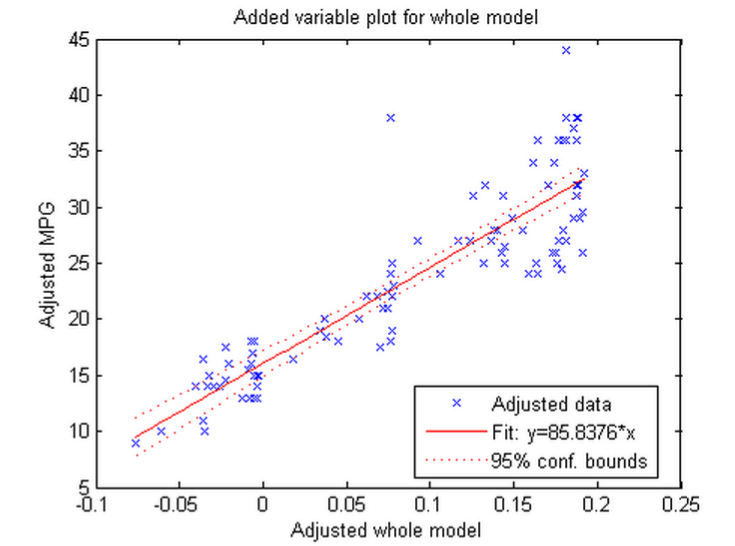 Added variable plot for whole model
45
40
35
30
25
20
15
10
5
Adjusted MPG
Adjusted data
Fit: y=85.8376*x
95% conf. bounds
-0.1 -0.05 0 0.05 0.1 0.15 0.2 0.25
Adjusted whole model